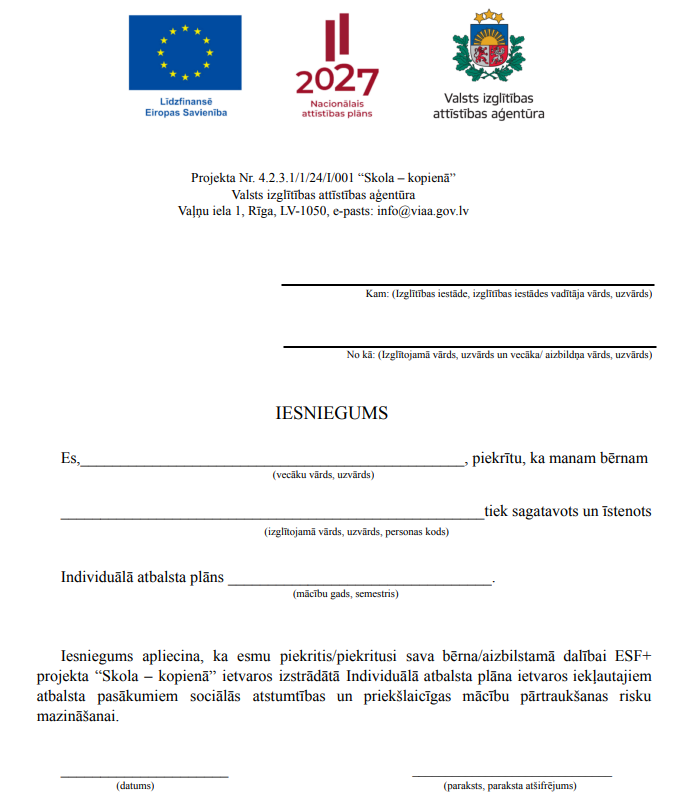 Līdzfinansē
Eiropas Savienība
2027
Nacionālais
attīstības plāns
Valsts izglītības
attīstības aģentūra
Projekta Nr. 4.2.3.1/1/24/I/001 “Skola – kopienā”
Valsts izglītības attīstības aģentūra
Vaļņu iela 1, Rīga, LV-1050, e-pasts: info@viaa.gov.lv
Kam: (Izglītības iestāde, izglītības iestādes vadītāja vārds, uzvārds)
No kā: (Izglītojamā vārds, uzvārds un vecāka/ aizbildņa vārds, uzvārds)
IESNIEGUMS
Es,________________________________________________, piekrītu, ka manam bērnam
(vecāku vārds, uzvārds)
_____________________________________________________tiek sagatavots un īstenots
(izglītojamā vārds, uzvārds, personas kods)
Individuālā atbalsta plāns _________________________________.
(mācību gads, semestris)
Iesniegums apliecina, ka esmu piekritis/piekritusi sava bērna/aizbilstamā dalībai ESF+
projekta “Skola – kopienā” ietvaros izstrādātā Individuālā atbalsta plāna ietvaros iekļautajiem
atbalsta pasākumiem sociālās atstumtības un priekšlaicīgas mācību pārtraukšanas risku
mazināšanai.
_____________________ _________________________
(datums) (paraksts, paraksta atšifrējums)